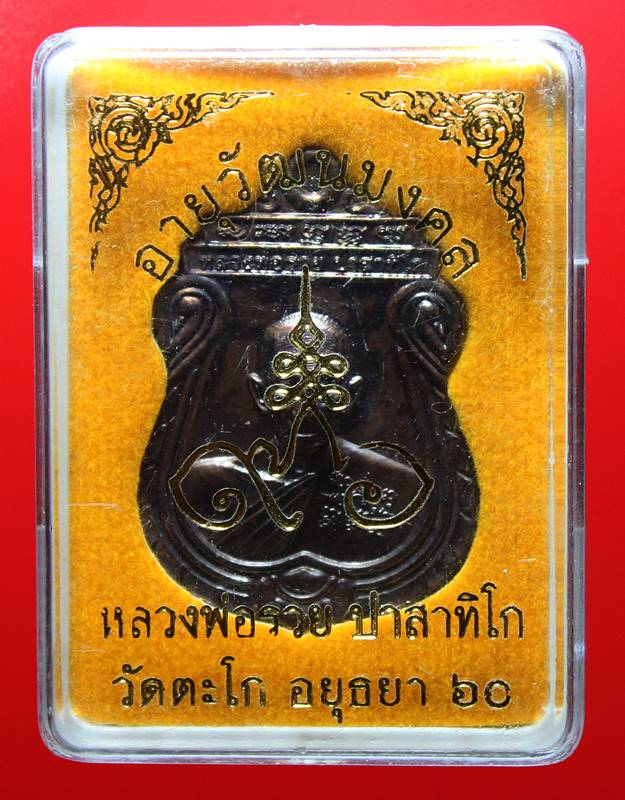 อายุวัฒนมงคล
หลวงพ่อรวย ปาสาทิโก
วัดตะโก อยุธยา ๖๐